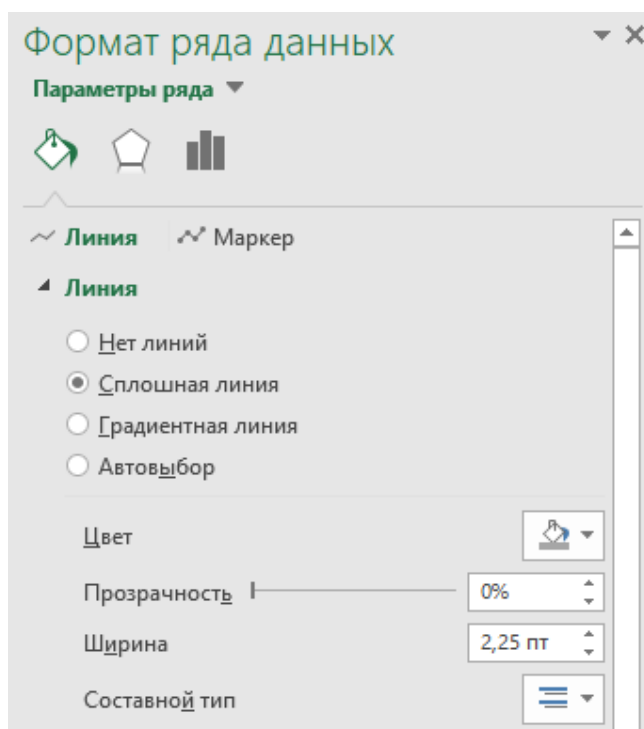 Формат ряда данных
Параметры ряда
Линия Маркер
Линия
Нет линий
Сплошная линия
Градиентная линия
Автовыбор
Цвет
Прозрачность 0%
Ширина 2,25 пт
Составной тип